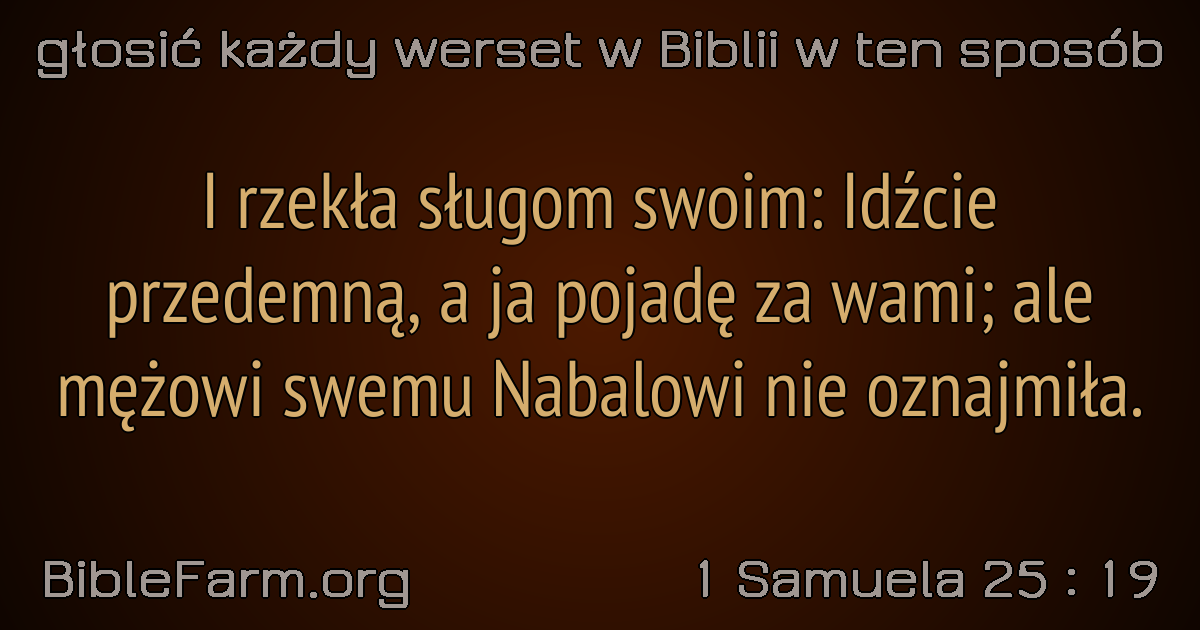 głosić każdy werset w Biblii w ten sposób
I rzekła sługom swoim: Idźcie
przedemną, a ja pojadę za wami; ale
mężowi swemu Nabalowi nie oznajmiła.
BibleFarm.org
1 Samuela 25 : 19